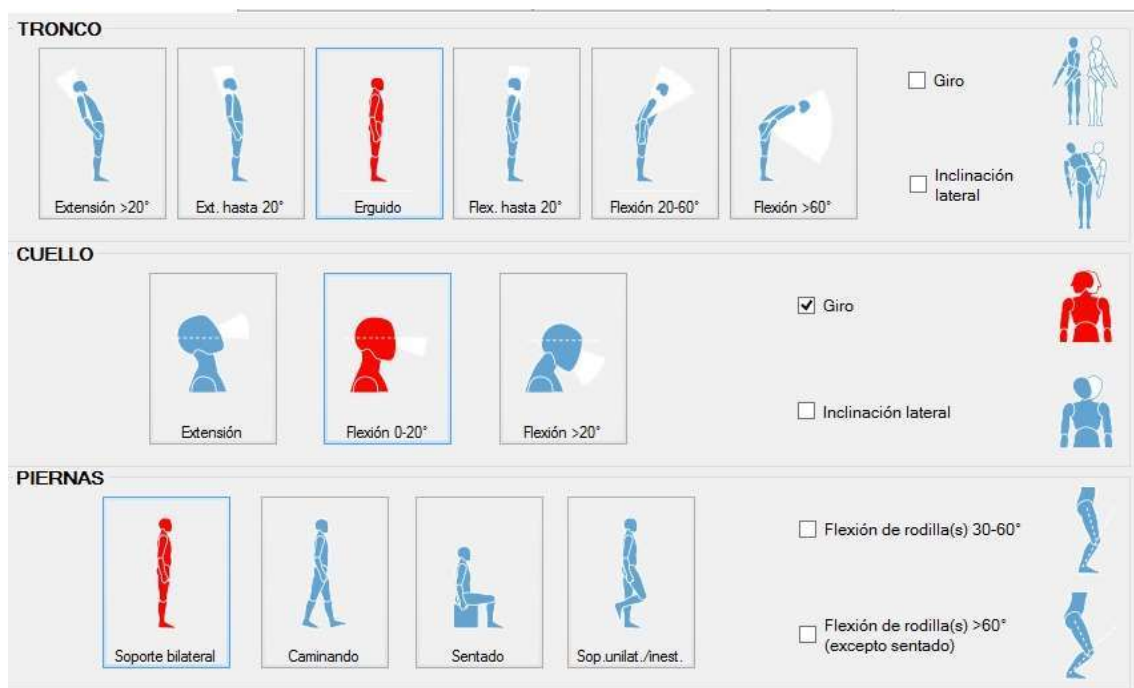 TRONCO
Extensión >20°
Ext. hasta 20°
Erguido
Flex. hasta 20°
Flexión 20-60°
Flexión >60°
Giro
Inclinación
lateral
CUELLO
Extensión
Flexión 0-20°
Flexión >20°
Giro
Inclinación lateral
PIERNAS
Soporte bilateral
Caminando
Sentado
Sop.unilat./inest.
Flexión de rodilla(s) 30-60°
Flexión de rodilla(s) >60°
(excepto sentado)